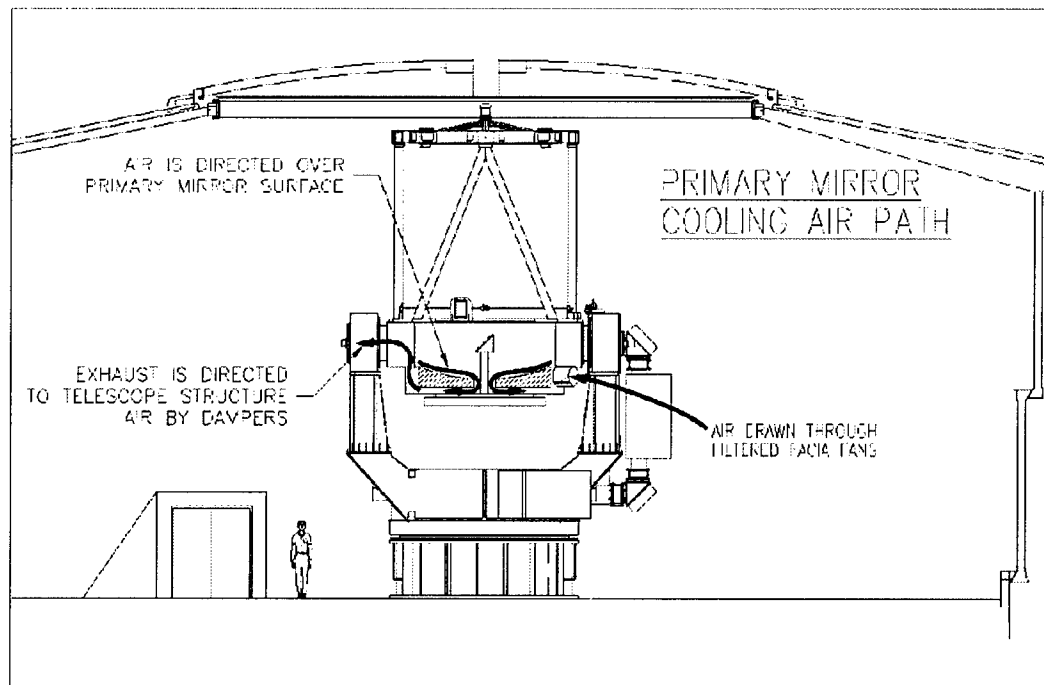 AIR IS DIRECTED OVER
PRIMARY MIRROR SURFACE
PRIMARY MIRROR
COOLING AIR PATH
EXHAUST IS DIRECTED
TO TELESCOPE STRUCTURE
AIR BY DAMPERS
AIR DRAWN THROUGH
FILTERED RACIA FANS